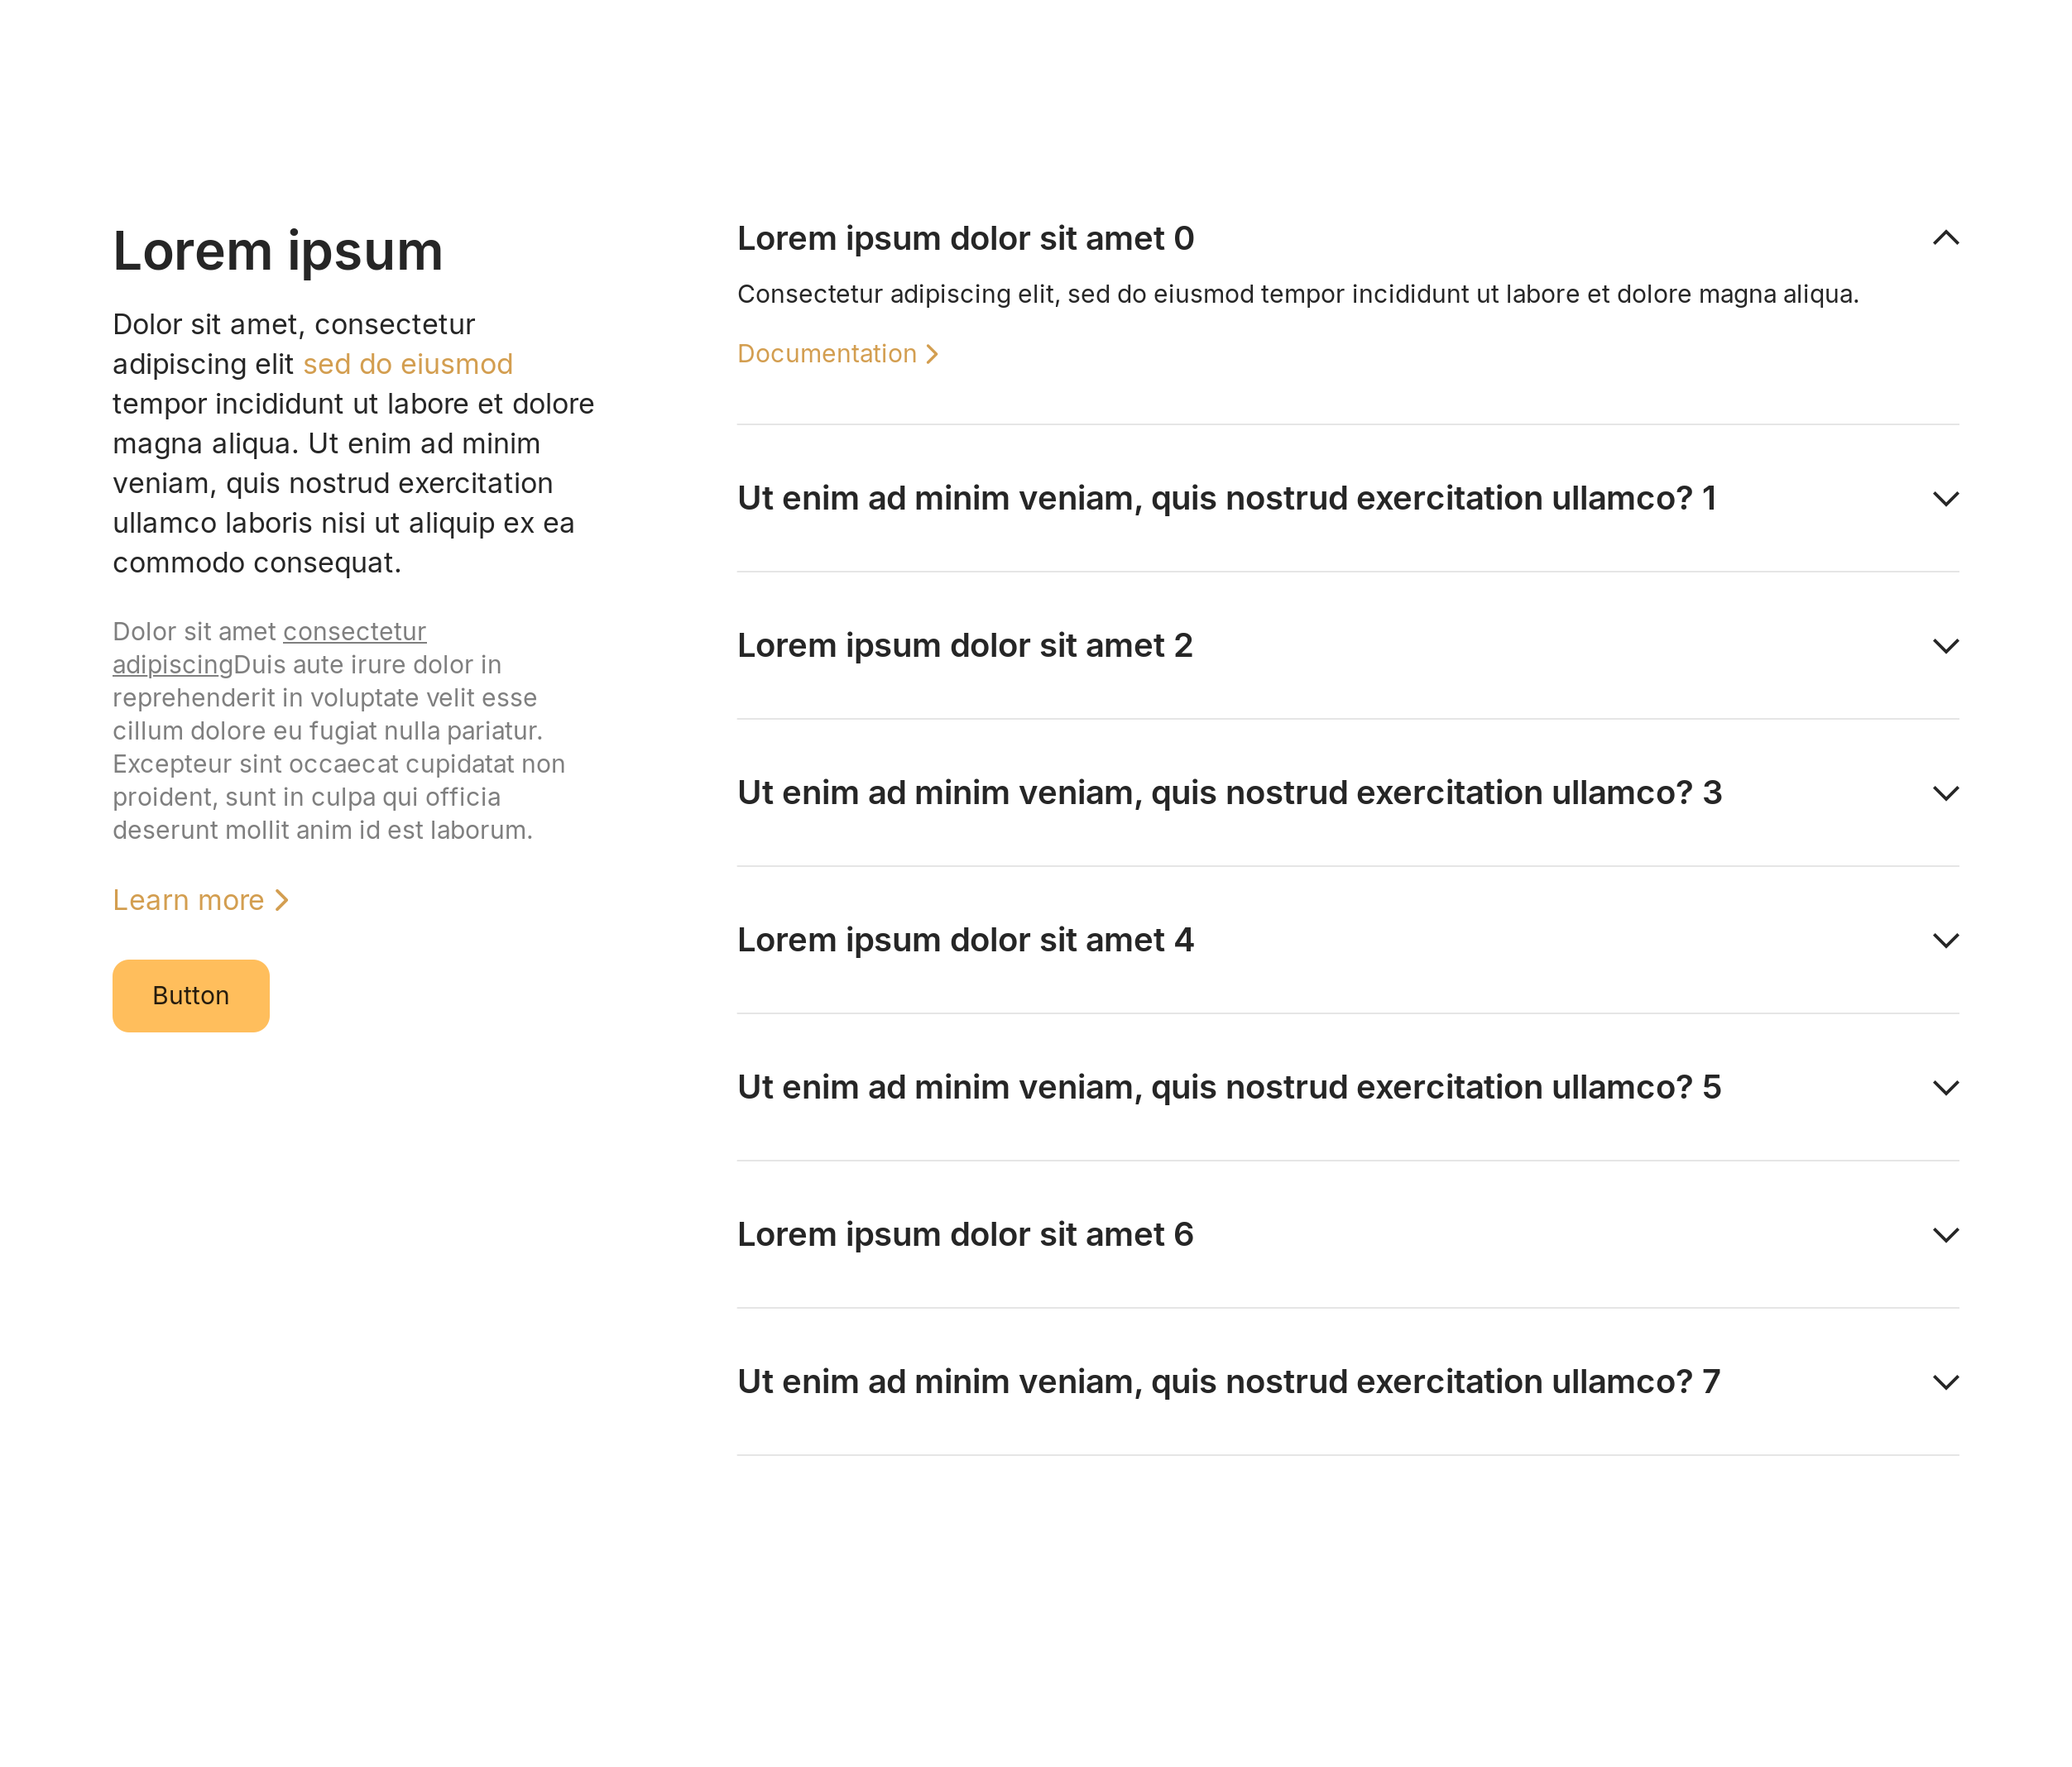 Lorem ipsum
Dolor sit amet, consectetur
adipiscing elit sed do eiusmod
tempor incididunt ut labore et dolore
magna aliqua. Ut enim ad minim
veniam, quis nostrud exercitation
ullamco laboris nisi ut aliquip ex ea
commodo consequat.
Dolor sit amet consectetur
adipiscingDuis aute irure dolor in
reprehenderit in voluptate velit esse
cillum dolore eu fugiat nulla pariatur.
Excepteur sint occaecat cupidatat non
proident, sunt in culpa qui officia
deserunt mollit anim id est laborum.
Learn more
Button
Lorem ipsum dolor sit amet 0
Consectetur adipiscing elit, sed do eiusmod tempor incididunt ut labore et dolore magna aliqua.
Documentation
Ut enim ad minim veniam, quis nostrud exercitation ullamco? 1
Lorem ipsum dolor sit amet 2
Ut enim ad minim veniam, quis nostrud exercitation ullamco? 3
Lorem ipsum dolor sit amet 4
Ut enim ad minim veniam, quis nostrud exercitation ullamco? 5
Lorem ipsum dolor sit amet 6
Ut enim ad minim veniam, quis nostrud exercitation ullamco? 7